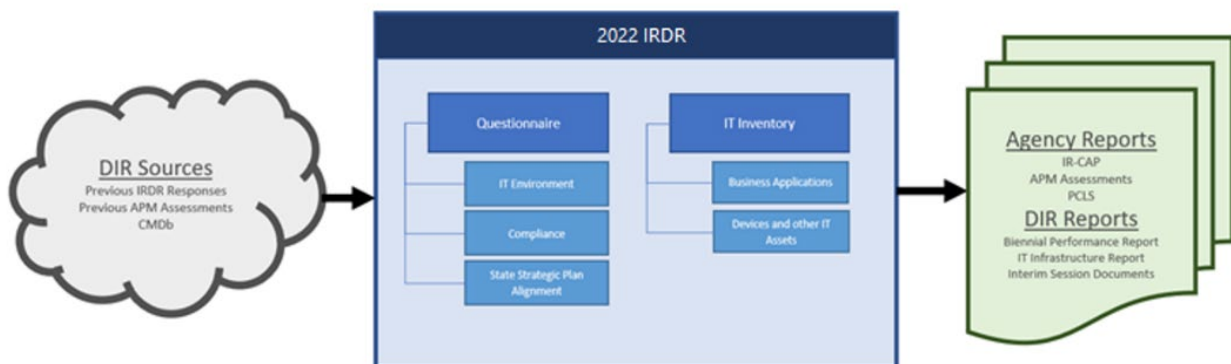 2022 IRDR
DIR Sources
Previous IRDR Responses
Previous APM Assessments
CMDb
Questionnaire
IT Environment
Compliance
State Strategic Plan
Alignment
IT Inventory
Business Applications
Devices and other IT
Assets
Agency Reports
IR-CAP
APM Assessments
PCLS
DIR Reports
Biennial Performance Report
IT Infrastructure Report
Interim Session Documents